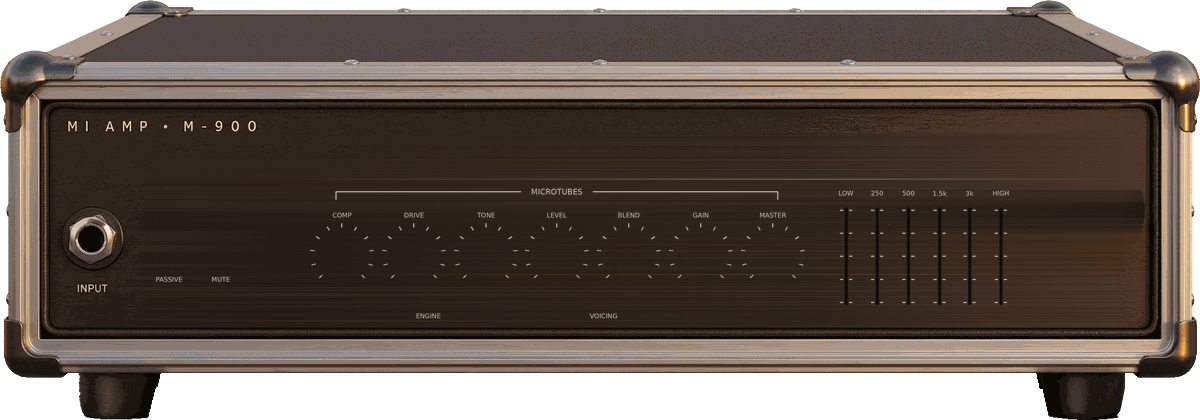 MI AMP • M-900
MICROTUBES
LOW 250 500 1.5k 3k HIGH
COMP DRIVE TONE LEVEL BLEND GAIN MASTER
PASSIVE MUTE
INPUT
ENGINE VOICING